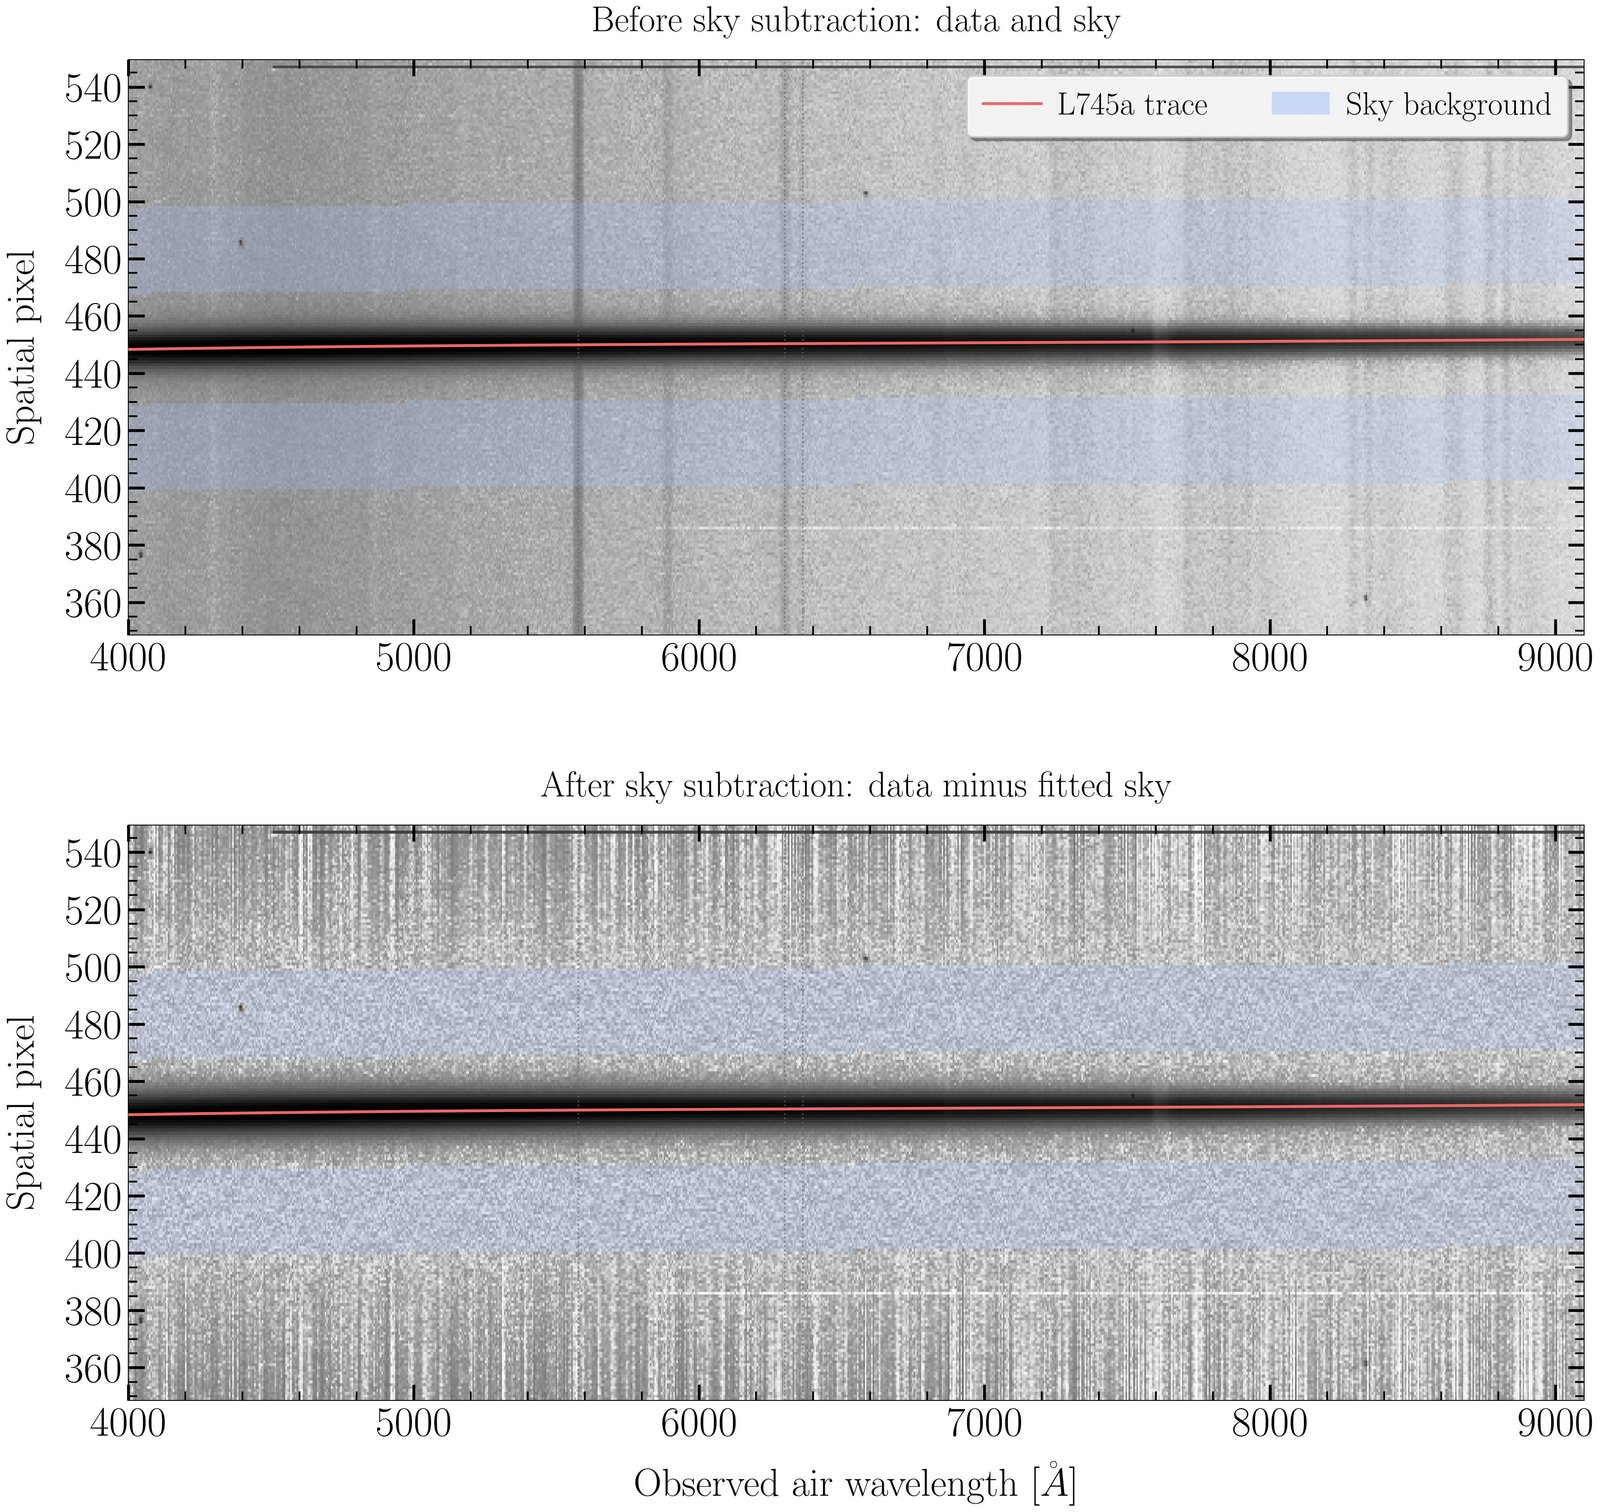 Before sky subtraction: data and sky
L745a trace
Sky background
Spatial pixel
540
520
500
480
460
440
420
400
380
360
4000 5000 6000 7000 8000 9000
After sky subtraction: data minus fitted sky
Spatial pixel
540
520
500
480
460
440
420
400
380
360
4000 5000 6000 7000 8000 9000
Observed air wavelength [Å]